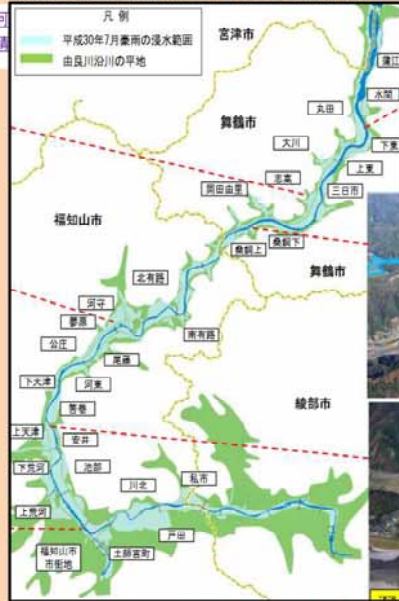 凡例
平成30年7月豪雨の浸水範囲
由良川沿川の平地
宮津市
蒲江
水間
丸田
舞鶴市
下東
大川
上東
志高
三日市
岡田由里
福知山市
桑飼上
桑飼下
舞鶴市
北有路
河守
蓼原
南有路
公庄
尾藤
下天津
河東
綾部市
筈巻
上天津
安井
下荒河
池部
私市
川北
上荒河
戸田
福知山市
市街地
土師宮町